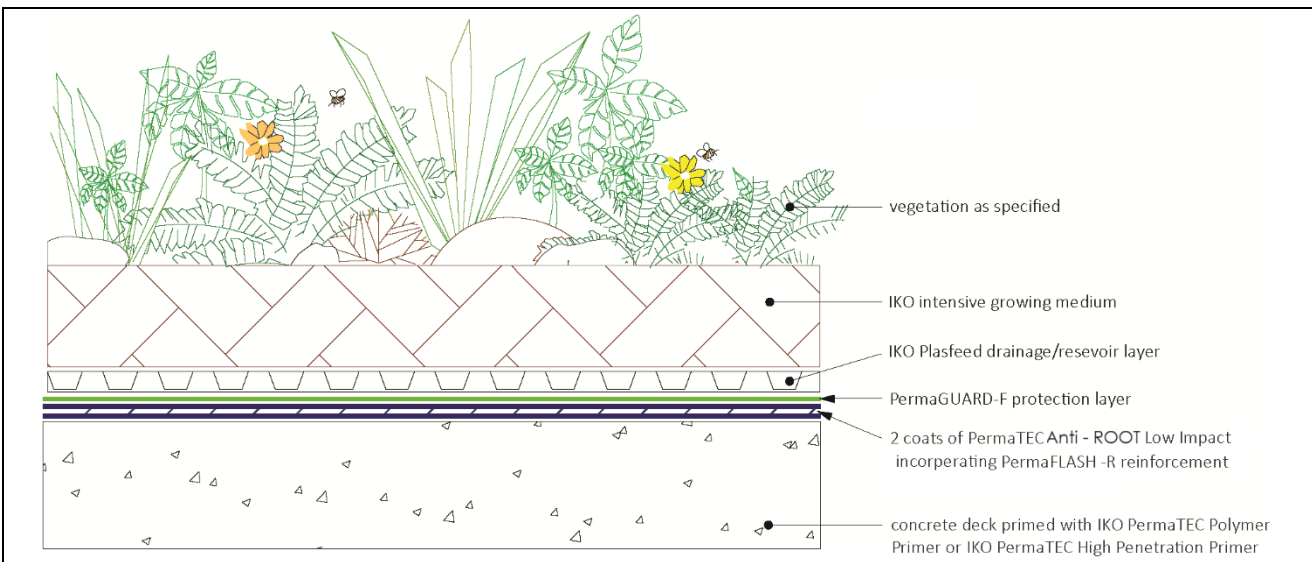 vegetation as specified
IKO intensive growing medium
IKO Plasfeed drainage/resevoir layer
PermaGUARD-F protection layer
2 coats of PermaTEC Anti - ROOT Low Impact
incorperating PermaFLASH -R reinforcement
concrete deck primed with IKO PermaTEC Polymer
Primer or IKO PermaTEC High Penetration Primer